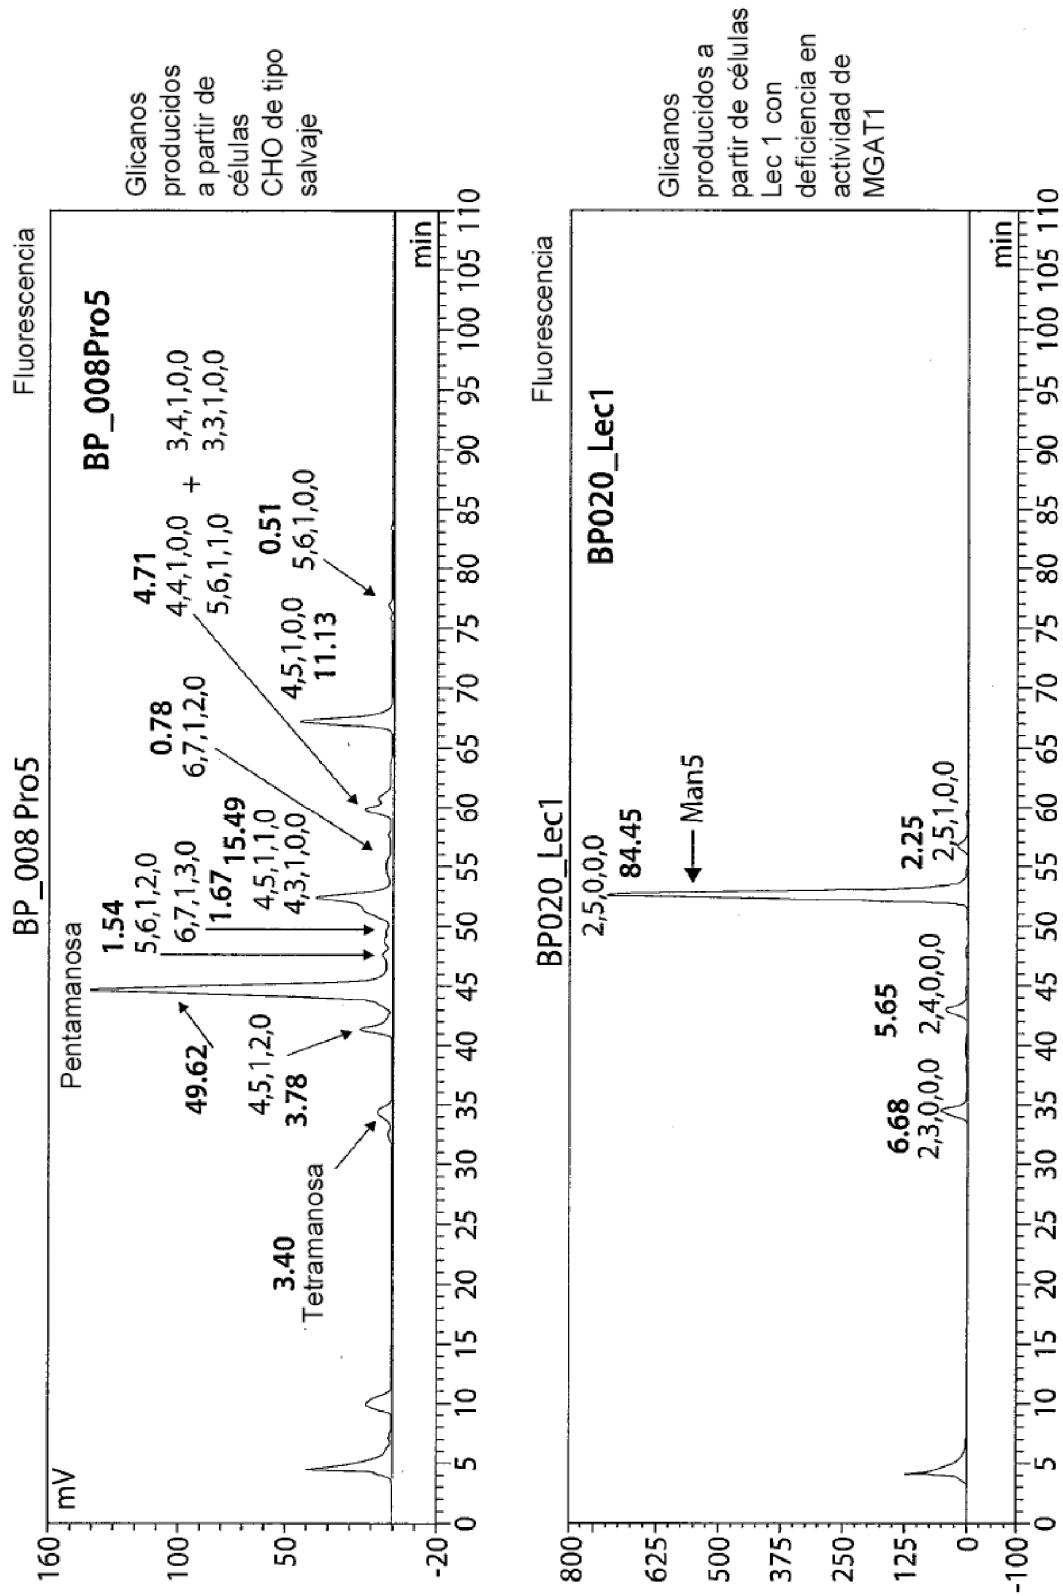 BP_008 Pro5
Fluorescencia
mV
160
100
50
-20
Pentamanosa
BP_008Pro5
1.54
5,6,1,2,0
6,7,1,3,0
1.67
15.49
4,5,1,1,0
4,3,1,0,0
0.78
6,7,1,2,0
4.71
4,4,1,0,0 + 3,4,1,0,0
5,6,1,1,0 3,3,1,0,0
0.51
5,6,1,0,0
4,5,1,0,0
11.13
49.62
4,5,1,2,0
3.78
3.40
Tetramanosa
min
0 5 10 15 20 25 30 35 40 45 50 55 60 65 70 75 80 85 90 95 100 105 110
Glicanos
producidos
a partir de
células
CHO de tipo
salvaje
BP020_Lec1
Fluorescencia
800
625
500
375
250
125
0
-100
2,5,0,0,0
84.45
Man5
BP020_Lec1
6.68
2,3,0,0,0
5.65
2,4,0,0,0
2.25
2,5,1,0,0
min
0 5 10 15 20 25 30 35 40 45 50 55 60 65 70 75 80 85 90 95 100 105 110
Glicanos
producidos a
partir de células
Lec 1 con
deficiencia en
actividad de
MGAT1